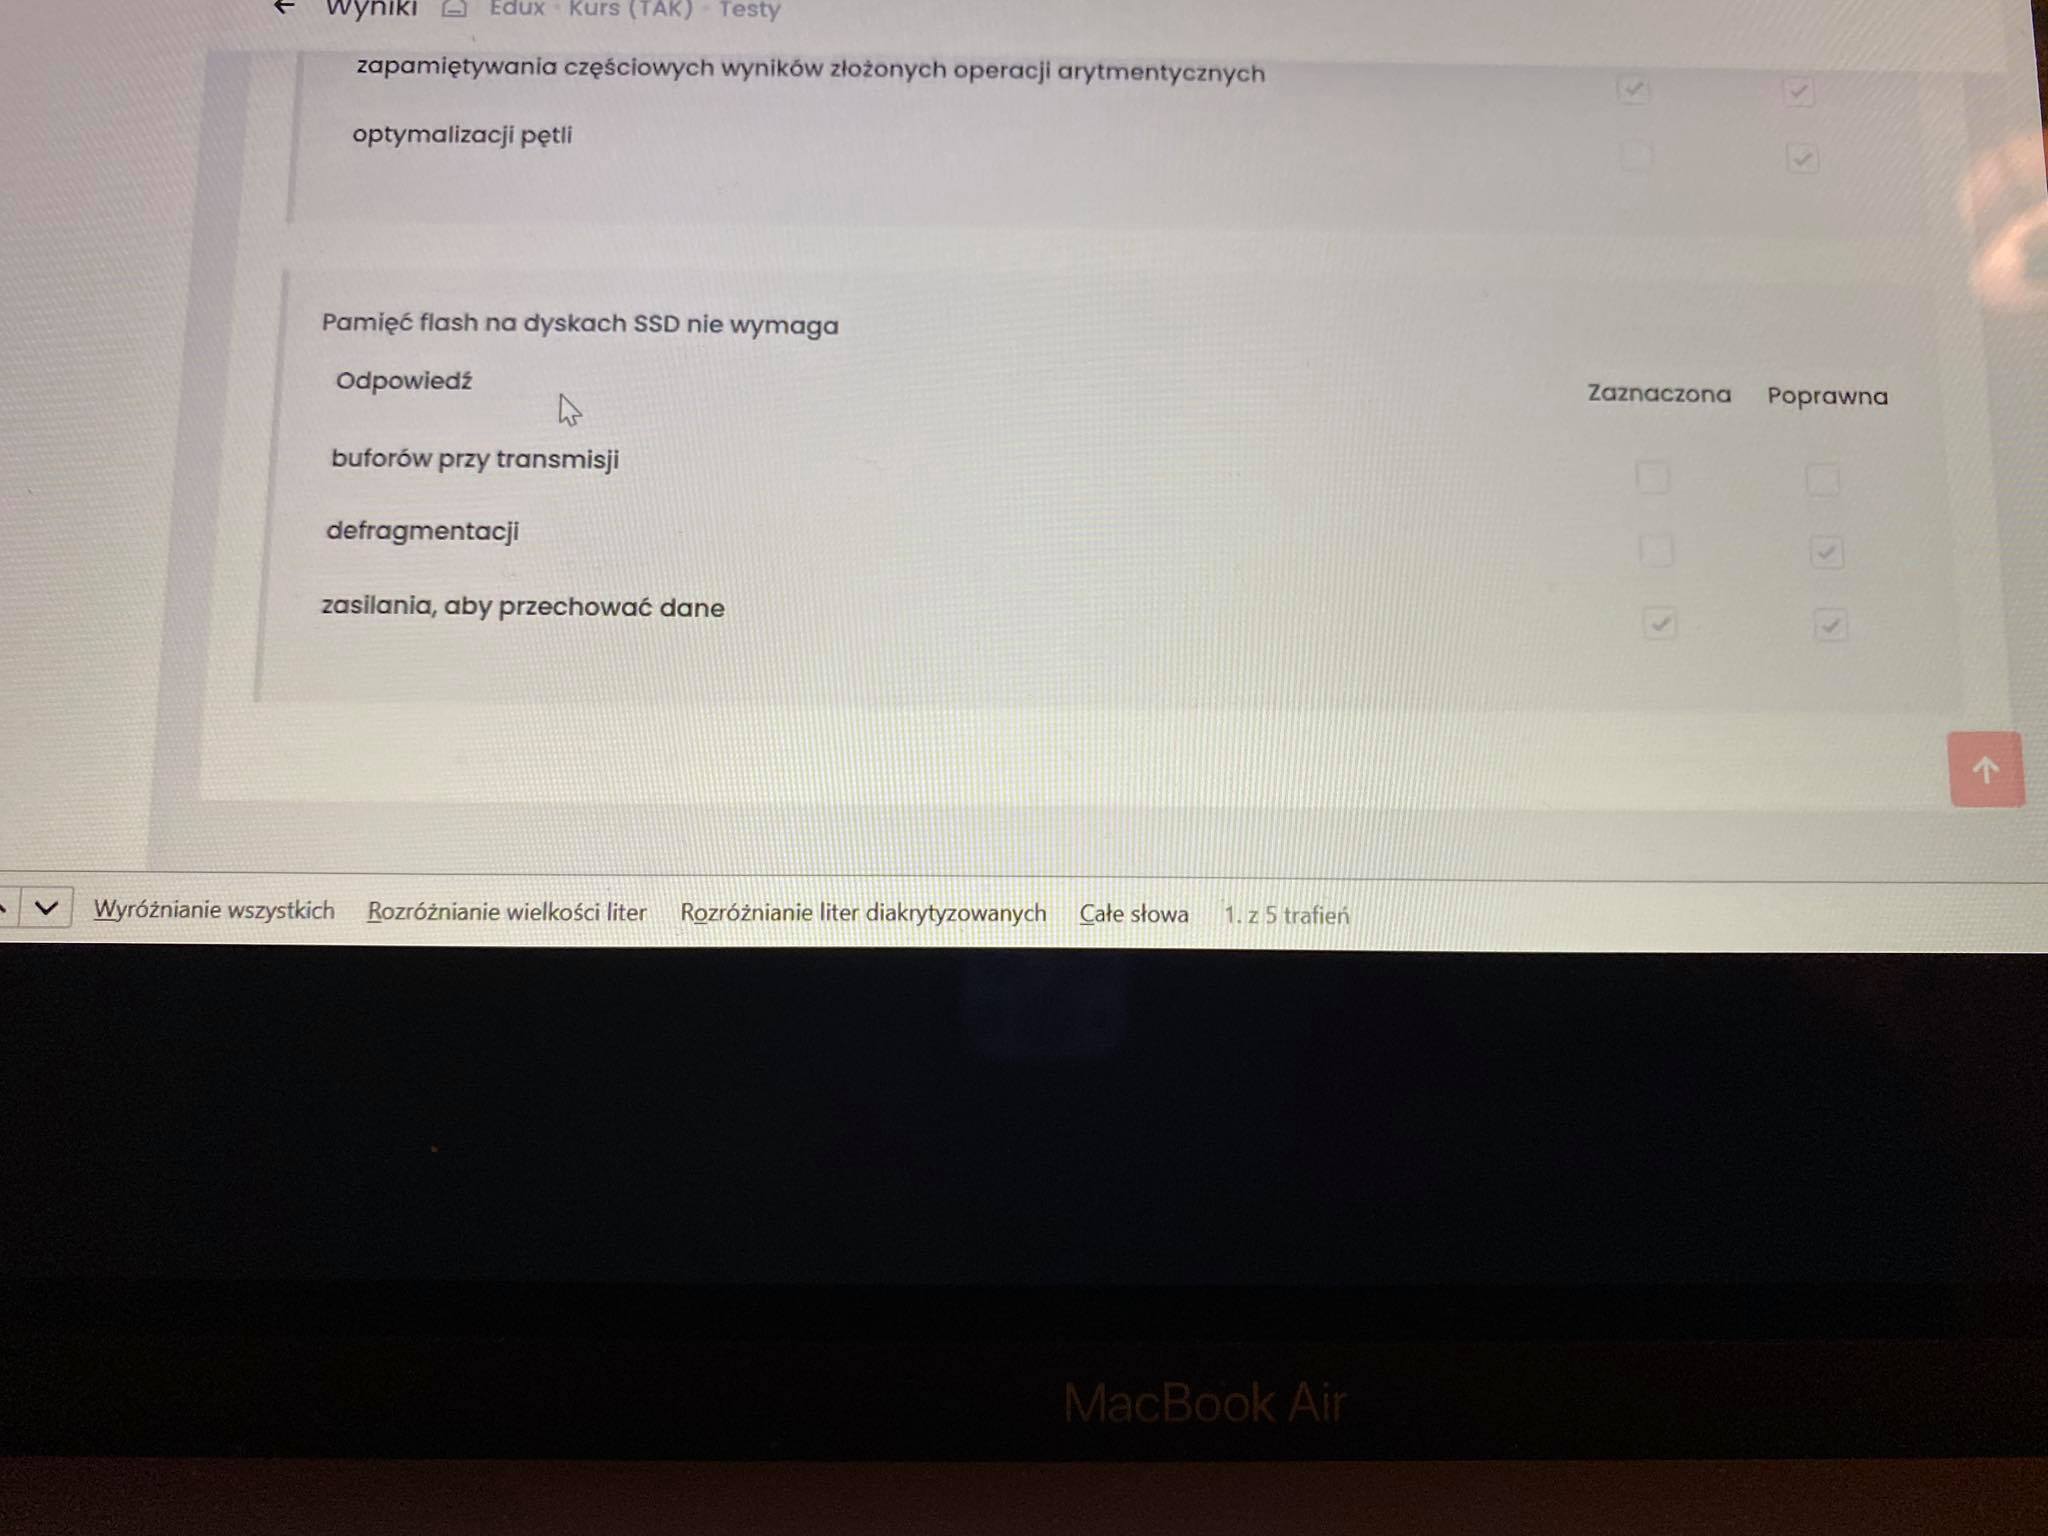 Wyniki Edux · Kurs (TAK) · Testy
zapamiętywania częściowych wyników złożonych operacji arytmentycznych
optymalizacji pętli
Pamięć flash na dyskach SSD nie wymaga
Odpowiedź Zaznaczona Poprawna
buforów przy transmisji
defragmentacji
zasilania, aby przechować dane
Wyróżnianie wszystkich Rozróżnianie wielkości liter Rozróżnianie liter diakrytyzowanych Całe słowa 1. z 5 trafień
MacBook Air